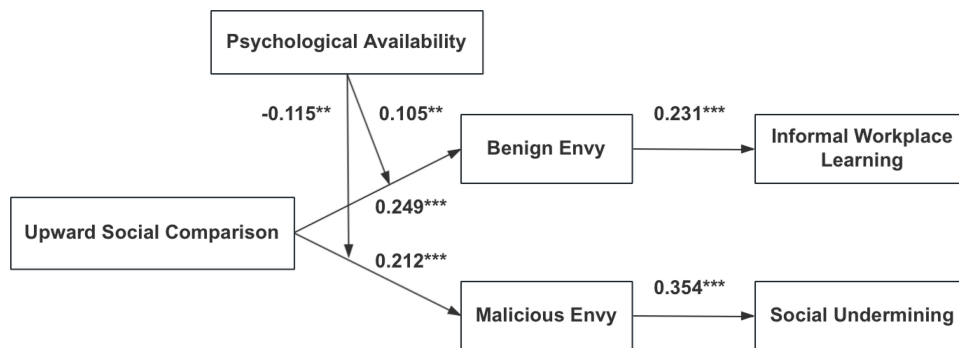 Psychological Availability
-0.115**
0.105**
0.231***
Benign Envy
Informal Workplace
Learning
0.249***
Upward Social Comparison
0.212***
0.354***
Malicious Envy
Social Undermining